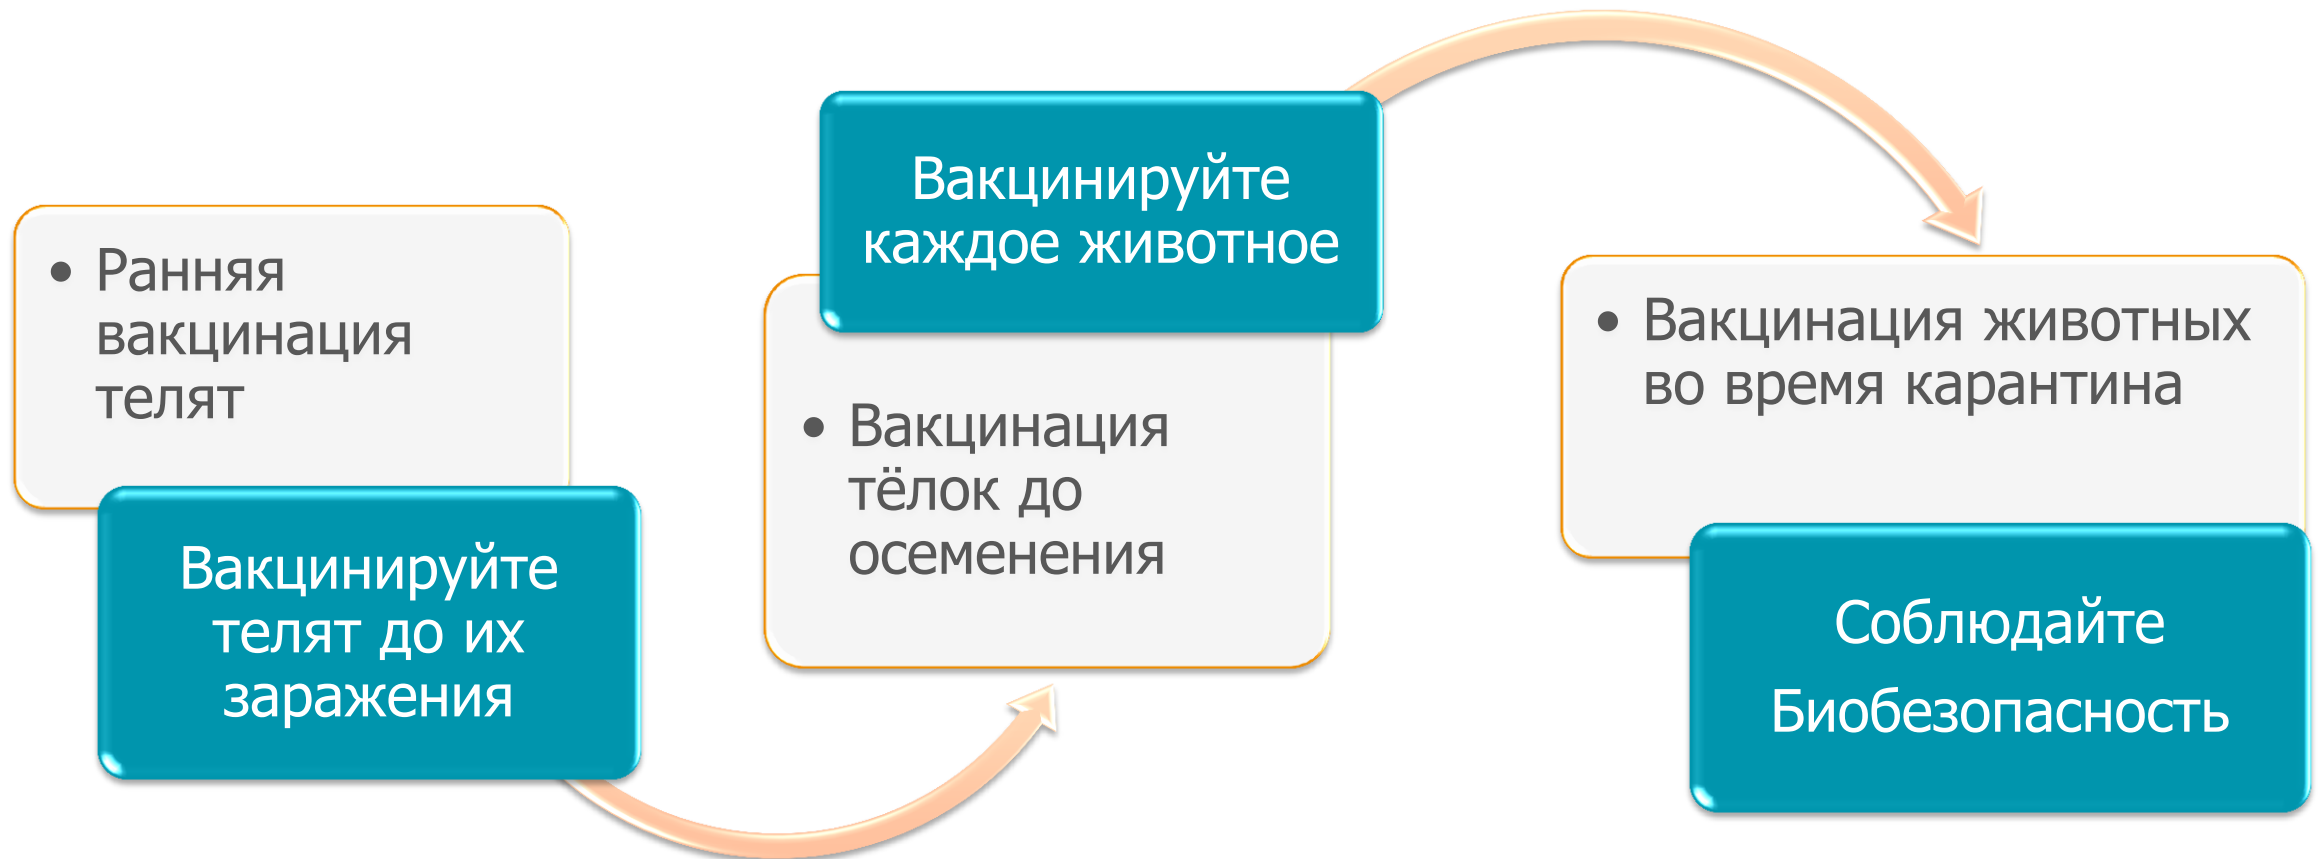 • Ранняя
вакцинация
телят
Вакцинируйте
телят до их
заражения
Вакцинируйте
каждое животное
• Вакцинация
тёлок до
осеменения
• Вакцинация животных
во время карантина
Соблюдайте
Биобезопасность